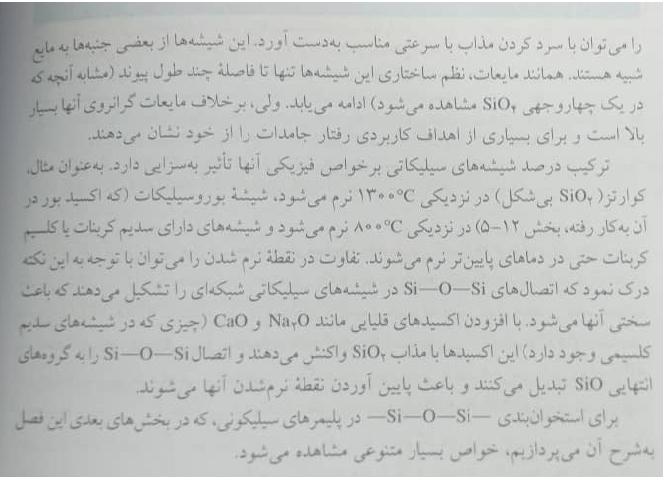 را می‌توان با سرد کردن مذاب با سرعتی مناسب به‌دست آورد. این شیشه‌ها از بعضی جنبه‌ها به مایع
شبیه هستند. همانند مایعات، نظم ساختاری این شیشه‌ها تنها تا فاصلهٔ چند طول پیوند (مشابه آنچه که
در یک چهاروجهی SiO۴ مشاهده می‌شود) ادامه می‌یابد. ولی، برخلاف مایعات گرانروی آنها بسیار
بالا است و برای بسیاری از اهداف کاربردی رفتار جامدات را از خود نشان می‌دهند.
ترکیب درصد شیشه‌های سیلیکاتی برخواص فیزیکی آنها تأثیر به‌سزایی دارد. به‌عنوان مثال،
کوارتز( SiO۲ بی‌شکل) در نزدیکی ۱۳۰۰°C نرم می‌شود، شیشهٔ بوروسیلیکات (که اکسید بور در
آن به‌کار رفته، بخش ۱۲-۵) در نزدیکی ۸۰۰°C نرم می‌شود و شیشه‌های دارای سدیم کربنات یا کلسیم
کربنات حتی در دماهای پایین‌تر نرم می‌شوند. تفاوت در نقطهٔ نرم شدن را می‌توان با توجه به این نکته
درک نمود که اتصال‌های Si—O—Si در شیشه‌های سیلیکاتی شبکه‌ای را تشکیل می‌دهند که باعث
سختی آنها می‌شود. با افزودن اکسیدهای قلیایی مانند Na۲O و CaO (چیزی که در شیشه‌های سدیم
کلسیمی وجود دارد) این اکسیدها با مذاب SiO۲ واکنش می‌دهند و اتصال Si—O—Si را به گروه‌های
انتهایی SiO تبدیل می‌کنند و باعث پایین آوردن نقطهٔ نرم‌شدن آنها می‌شوند.
برای استخوان‌بندی —Si—O—Si— در پلیمرهای سیلیکونی، که در بخش‌های بعدی این فصل
به‌شرح آن می‌پردازیم، خواص بسیار متنوعی مشاهده می‌شود.